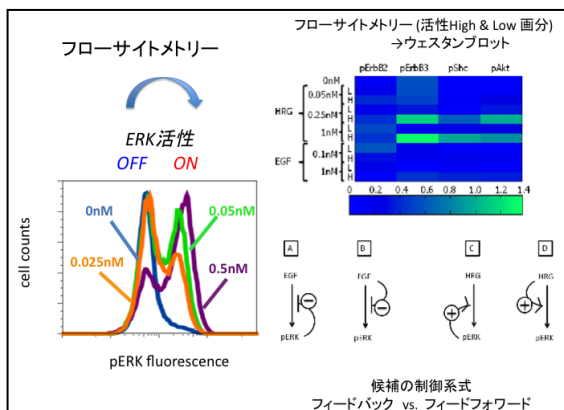 フローサイトメトリー
ERK活性
OFF ON
0nM
0.05nM
0.025nM
0.5nM
cell counts
pERK fluorescence
フローサイトメトリー (活性High & Low 画分)
→ウェスタンブロット
pErbB2 pErbB3 pShc pAkt
0nM
HRG
0.05nM L
H
0.25nM L
H
1nM L
H
EGF
0.1nM L
H
1nM L
H
0 0.2 0.4 0.6 0.8 1 1.2 1.4
A B C D
EGF EGF HRG HRG
− − + +
pERK pERK pERK pERK
候補の制御系式
フィードバック vs. フィードフォワード